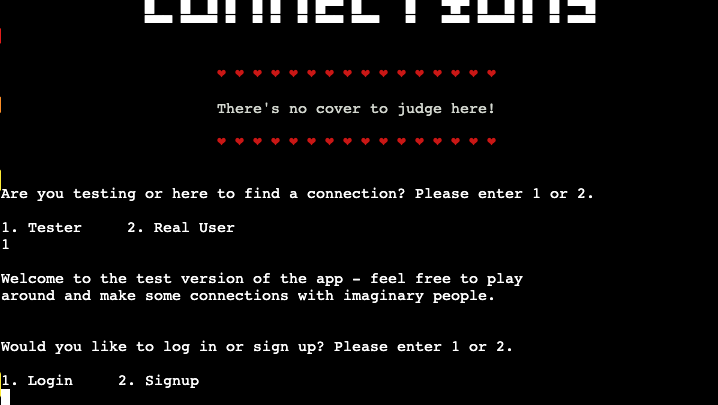 CONNECTIONS
There's no cover to judge here!
Are you testing or here to find a connection? Please enter 1 or 2.
1. Tester 2. Real User
1
Welcome to the test version of the app - feel free to play
around and make some connections with imaginary people.
Would you like to log in or sign up? Please enter 1 or 2.
1. Login 2. Signup